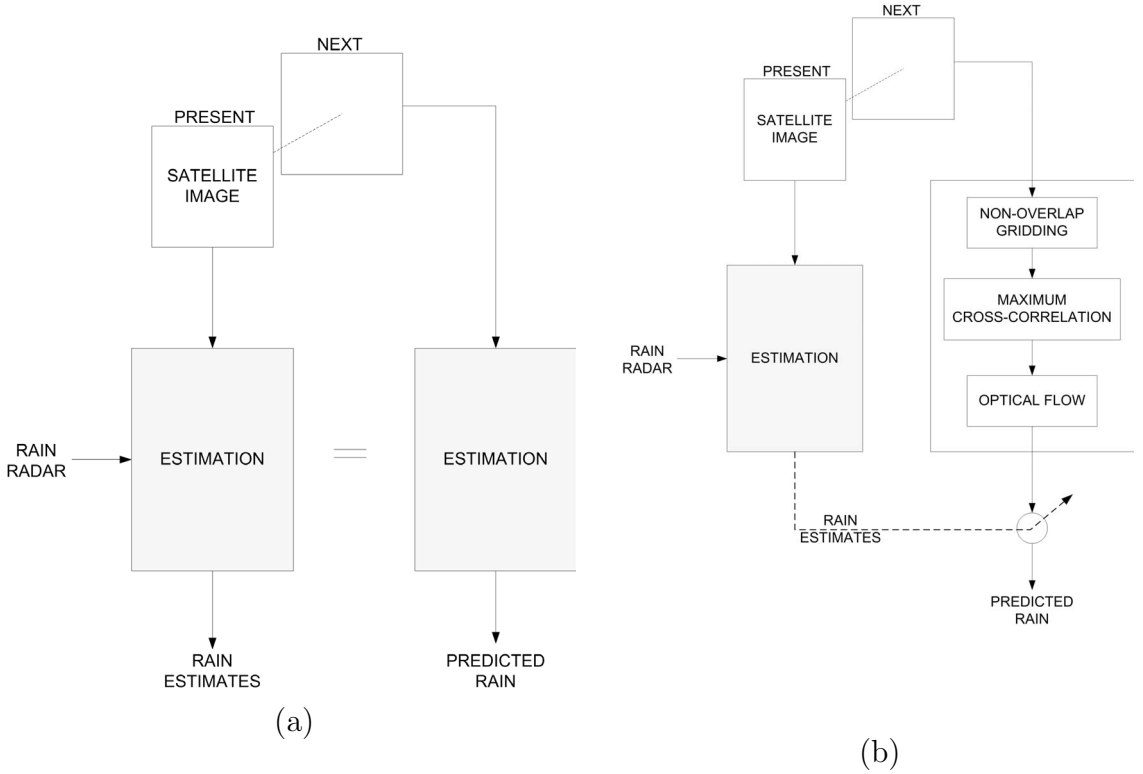 NEXT
PRESENT
SATELLITE
IMAGE
RAIN
RADAR
ESTIMATION
=
ESTIMATION
RAIN
ESTIMATES
PREDICTED
RAIN
(a)
NEXT
PRESENT
SATELLITE
IMAGE
NON-OVERLAP
GRIDDING
MAXIMUM
CROSS-CORRELATION
RAIN
RADAR
ESTIMATION
OPTICAL FLOW
RAIN
ESTIMATES
PREDICTED
RAIN
(b)